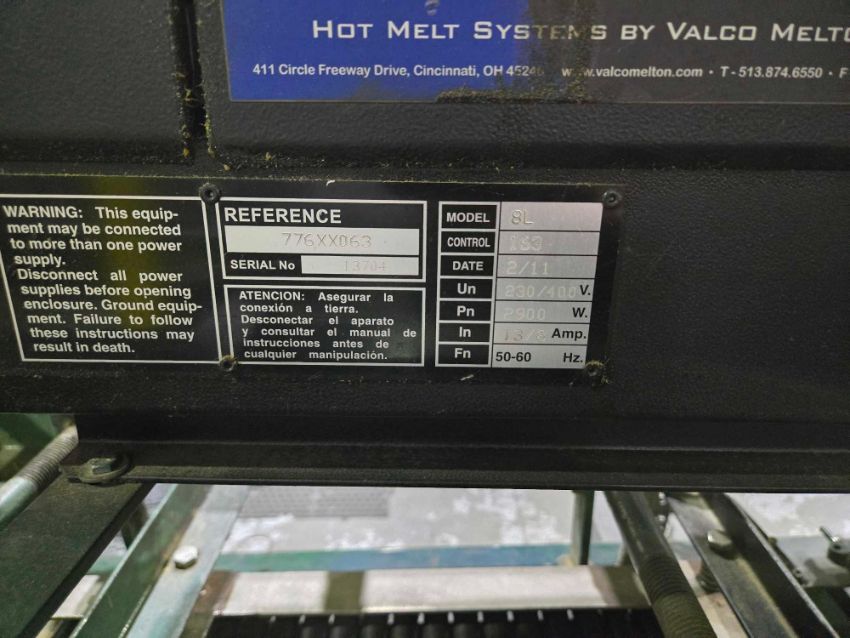 HOT MELT SYSTEMS BY VALCO MELTO
411 Circle Freeway Drive, Cincinnati, OH 45246 www.valcomelton.com • T - 513.874.6550 • F
WARNING: This equip-
ment may be connected
to more than one power
supply.
Disconnect all power
supplies before opening
enclosure. Ground equip-
ment. Failure to follow
these instructions may
result in death.
REFERENCE
776XX063
SERIAL No 13704
ATENCION: Asegurar la
conexión a tierra.
Desconectar el aparato
y consultar el manual de
instrucciones antes de
cualquier manipulación.
MODEL 8L
CONTROL
DATE 2/11
Un 230/400 V.
Pn 2900 W.
In 13/8 Amp.
Fn 50-60 Hz.